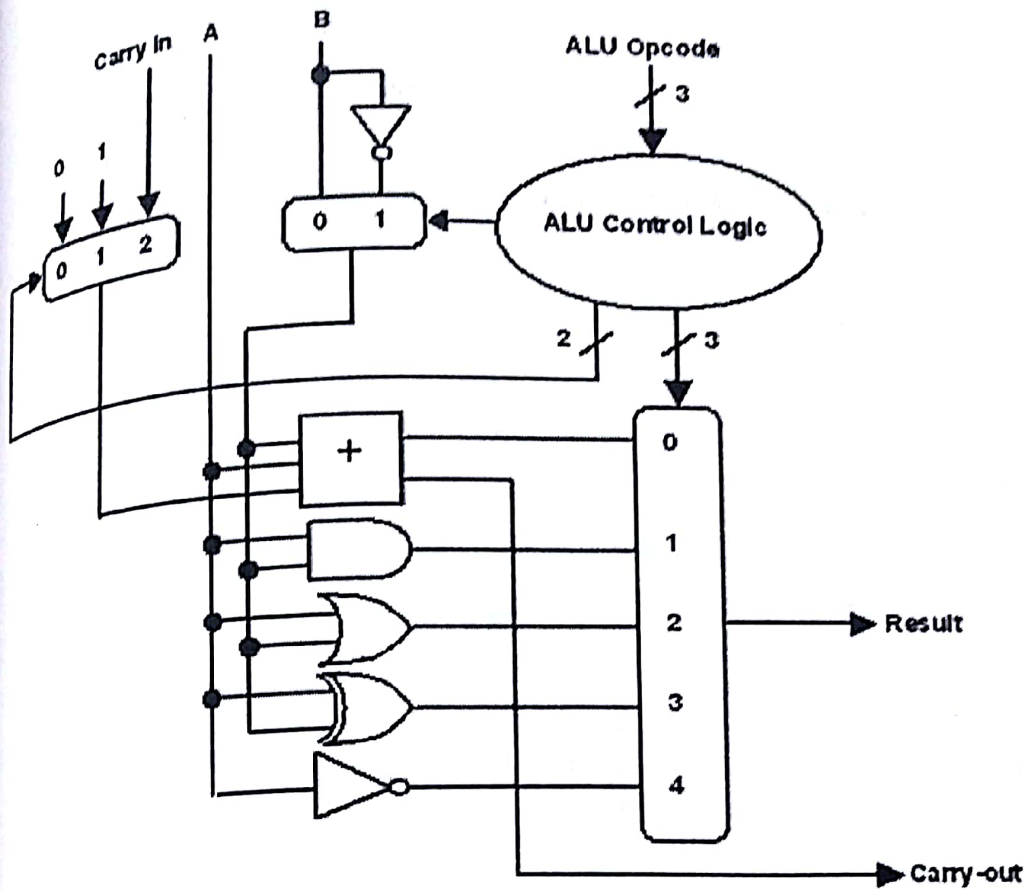 Carry In
A
B
ALU Opcode
3
0
1
0 1 2
0 1
ALU Control Logic
2
3
+
0
1
2
3
4
Result
Carry-out